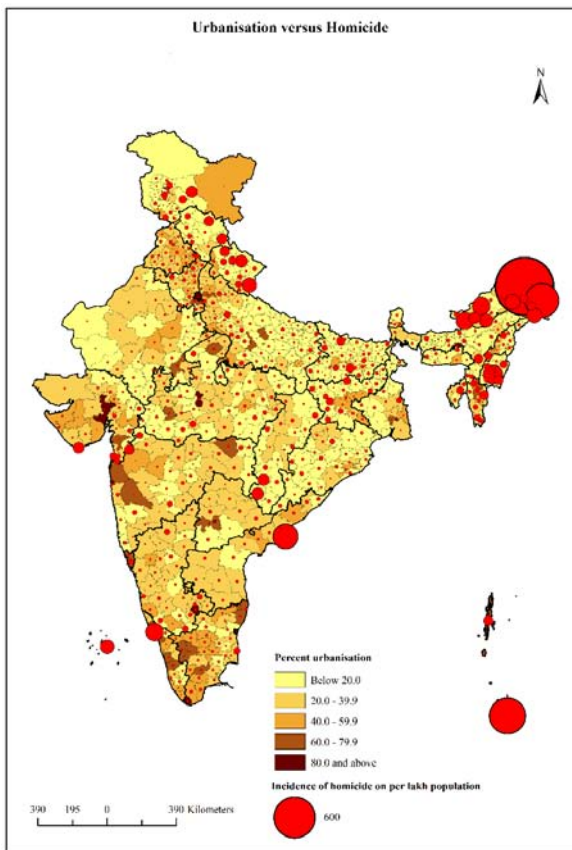 Urbanisation versus Homicide
N
Percent urbanisation
Below 20.0
20.0 - 39.9
40.0 - 59.9
60.0 - 79.9
80.0 and above
Incidence of homicide on per lakh population
600
390 195 0 390 Kilometers